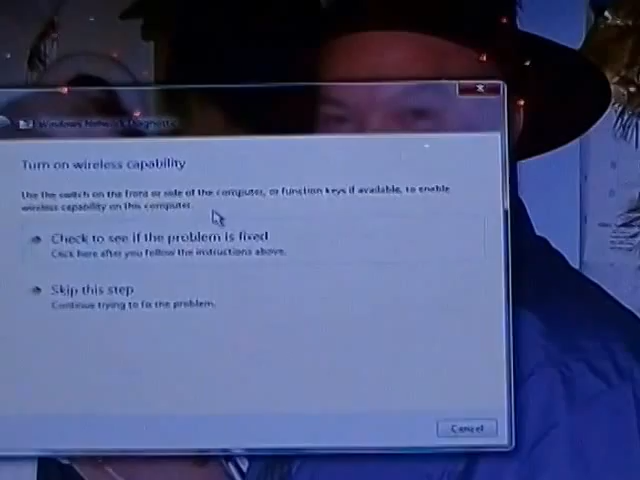 Windows Network Diagnostics
Turn on wireless capability
Use the switch on the front or side of the computer, or function keys if available, to enable
wireless capability on this computer.
Check to see if the problem is fixed
Click here after you follow the instructions above.
Skip this step
Continue trying to fix the problem.
Cancel